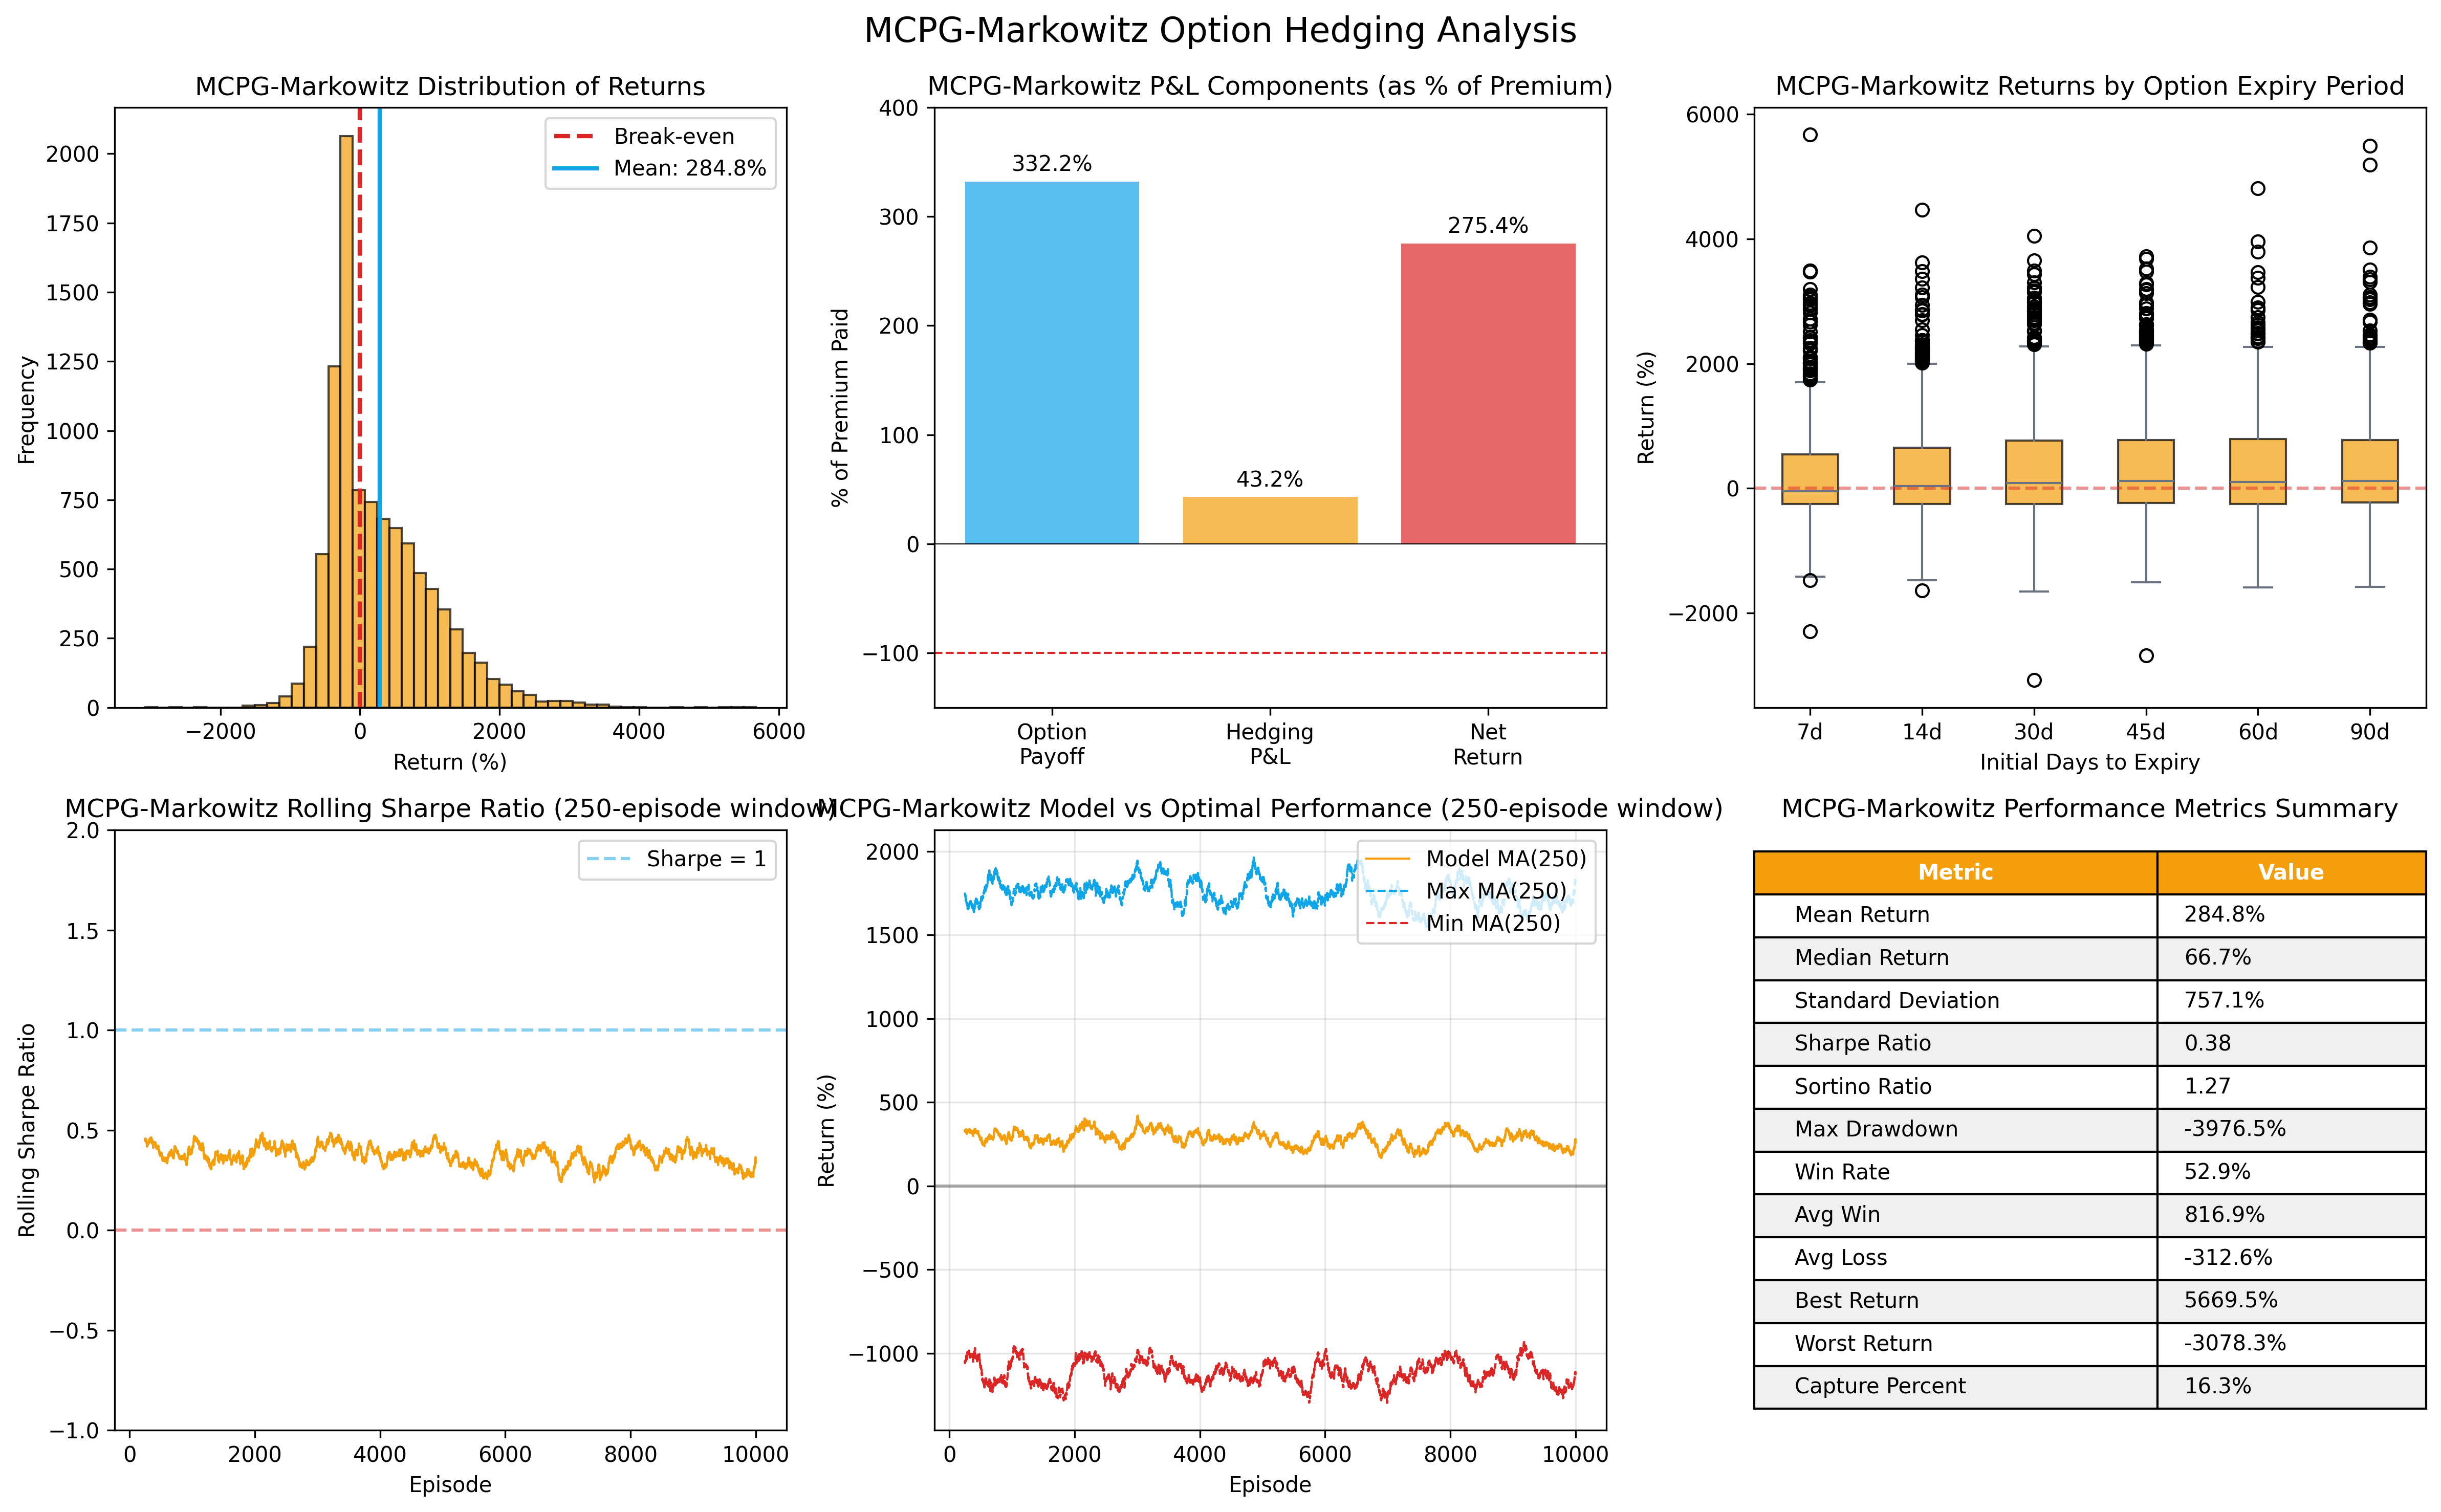 MCPG-Markowitz Option Hedging Analysis
MCPG-Markowitz Distribution of Returns
Frequency
2000
1750
1500
1250
1000
750
500
250
0
−2000
0
2000
4000
6000
Return (%)
Break-even
Mean: 284.8%
MCPG-Markowitz P&L Components (as % of Premium)
% of Premium Paid
400
300
200
100
0
−100
332.2%
43.2%
275.4%
Option
Payoff
Hedging
P&L
Net
Return
MCPG-Markowitz Returns by Option Expiry Period
Return (%)
6000
4000
2000
0
−2000
7d
14d
30d
45d
60d
90d
Initial Days to Expiry
MCPG-Markowitz Rolling Sharpe Ratio (250-episode window)
Rolling Sharpe Ratio
2.0
1.5
1.0
0.5
0.0
−0.5
−1.0
0
2000
4000
6000
8000
10000
Episode
Sharpe = 1
MCPG-Markowitz Model vs Optimal Performance (250-episode window)
Return (%)
2000
1500
1000
500
0
−500
−1000
0
2000
4000
6000
8000
10000
Episode
Model MA(250)
Max MA(250)
Min MA(250)
MCPG-Markowitz Performance Metrics Summary
Metric Value
Mean Return 284.8%
Median Return 66.7%
Standard Deviation 757.1%
Sharpe Ratio 0.38
Sortino Ratio 1.27
Max Drawdown -3976.5%
Win Rate 52.9%
Avg Win 816.9%
Avg Loss -312.6%
Best Return 5669.5%
Worst Return -3078.3%
Capture Percent 16.3%